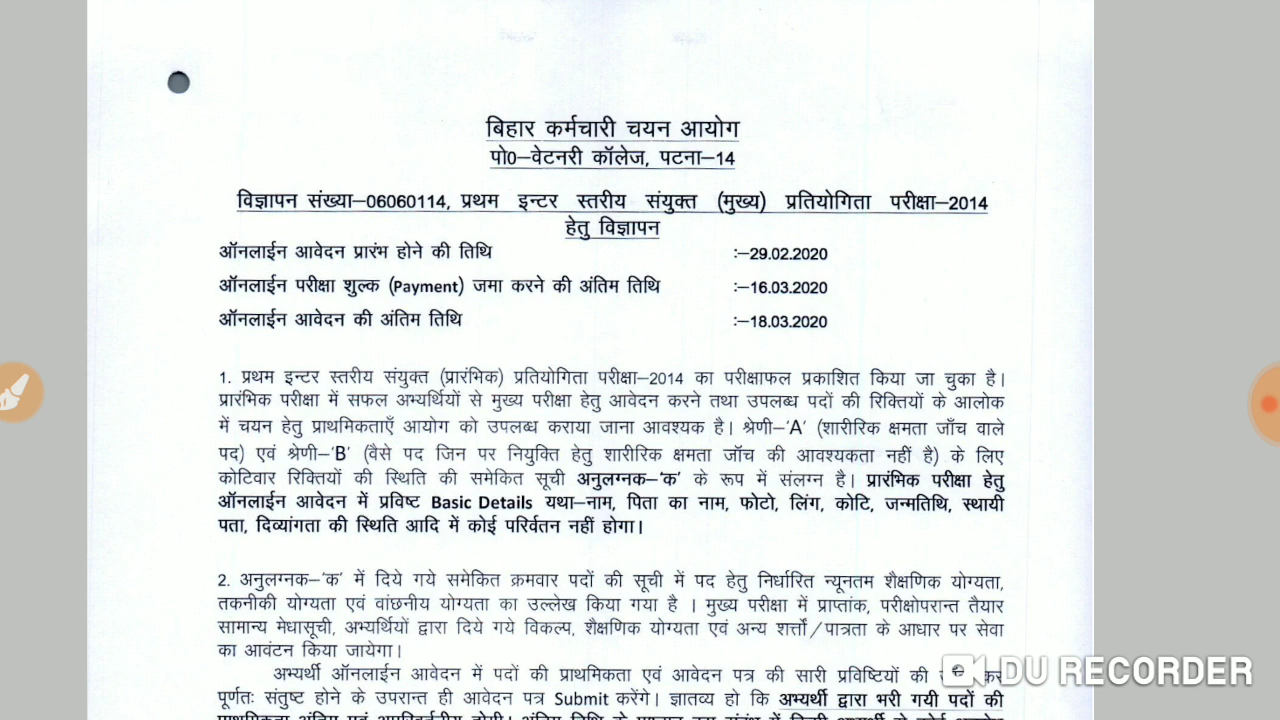 बिहार कर्मचारी चयन आयोग
पो0–वेटनरी कॉलेज, पटना–14
विज्ञापन संख्या–06060114, प्रथम इन्टर स्तरीय संयुक्त (मुख्य) प्रतियोगिता परीक्षा–2014
हेतु विज्ञापन
ऑनलाईन आवेदन प्रारंभ होने की तिथि :–29.02.2020
ऑनलाईन परीक्षा शुल्क (Payment) जमा करने की अंतिम तिथि :–16.03.2020
ऑनलाईन आवेदन की अंतिम तिथि :–18.03.2020
1. प्रथम इन्टर स्तरीय संयुक्त (प्रारंभिक) प्रतियोगिता परीक्षा–2014 का परीक्षाफल प्रकाशित किया जा चुका है।
प्रारंभिक परीक्षा में सफल अभ्यर्थियों से मुख्य परीक्षा हेतु आवेदन करने तथा उपलब्ध पदों की रिक्तियों के आलोक
में चयन हेतु प्राथमिकताएँ आयोग को उपलब्ध कराया जाना आवश्यक है। श्रेणी–'A' (शारीरिक क्षमता जाँच वाले
पद) एवं श्रेणी–'B' (वैसे पद जिन पर नियुक्ति हेतु शारीरिक क्षमता जॉच की आवश्यकता नहीं है) के लिए
कोटिवार रिक्तियों की स्थिति की समेकित सूची अनुलग्नक–'क' के रूप में संलग्न है। प्रारंभिक परीक्षा हेतु
ऑनलाईन आवेदन में प्रविष्ट Basic Details यथा–नाम, पिता का नाम, फोटो, लिंग, कोटि, जन्मतिथि, स्थायी
पता, दिव्यांगता की स्थिति आदि में कोई परिर्वतन नहीं होगा।
2. अनुलग्नक–'क' में दिये गये समेकित क्रमवार पदों की सूची में पद हेतु निर्धारित न्यूनतम शैक्षणिक योग्यता,
तकनीकी योग्यता एवं वांछनीय योग्यता का उल्लेख किया गया है । मुख्य परीक्षा में प्राप्तांक, परीक्षोपरान्त तैयार
सामान्य मेधासूची, अभ्यर्थियों द्वारा दिये गये विकल्प, शैक्षणिक योग्यता एवं अन्य शर्त्तों/पात्रता के आधार पर सेवा
का आवंटन किया जायेगा।
अभ्यर्थी ऑनलाईन आवेदन में पदों की प्राथमिकता एवं आवेदन पत्र की सारी प्रविष्टियों की कर
पूर्णतः संतुष्ट होने के उपरान्त ही आवेदन पत्र Submit करेंगे। ज्ञातव्य हो कि अभ्यर्थी द्वारा भरी गयी पदों की
DU RECORDER